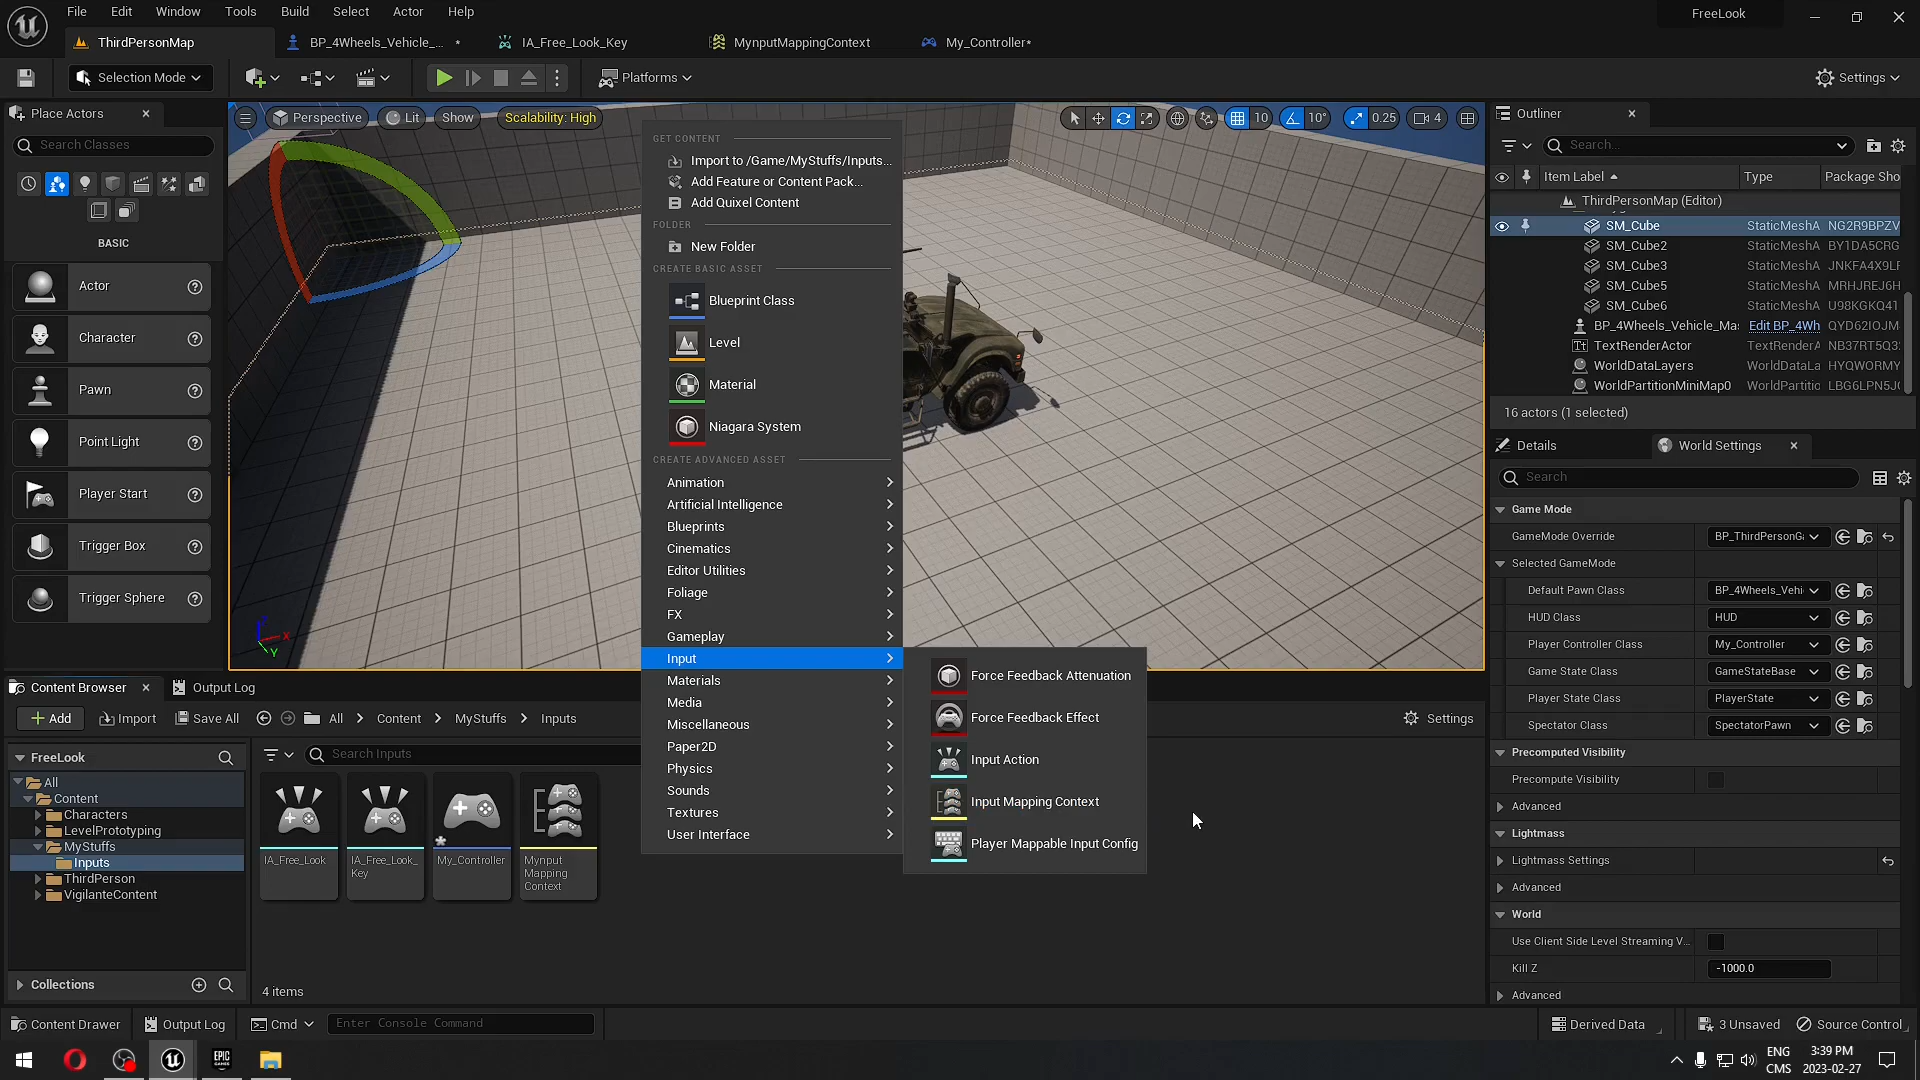 File Edit Window Tools Build Select Actor Help
FreeLook
ThirdPersonMap
BP_4Wheels_Vehicle_... *
IA_Free_Look_Key
MynputMappingContext
My_Controller*
Selection Mode
Platforms
Settings
Place Actors
Search Classes
BASIC
Actor
Character
Pawn
Point Light
Player Start
Trigger Box
Trigger Sphere
Perspective
Lit
Show
Scalability: High
10
10°
0.25
4
GET CONTENT
Import to /Game/MyStuffs/Inputs...
Add Feature or Content Pack...
Add Quixel Content
FOLDER
New Folder
CREATE BASIC ASSET
Blueprint Class
Level
Material
Niagara System
CREATE ADVANCED ASSET
Animation
Artificial Intelligence
Blueprints
Cinematics
Editor Utilities
Foliage
FX
Gameplay
Input
Materials
Media
Miscellaneous
Paper2D
Physics
Sounds
Textures
User Interface
Force Feedback Attenuation
Force Feedback Effect
Input Action
Input Mapping Context
Player Mappable Input Config
Outliner
Search...
Item Label Type Package Sho
ThirdPersonMap (Editor)
SM_Cube StaticMeshA NG2R9BPZV
SM_Cube2 StaticMeshA BY1DA5CRG
SM_Cube3 StaticMeshA JNKFA4X9LF
SM_Cube5 StaticMeshA MRHJREJ6H
SM_Cube6 StaticMeshA U98KGKQ41
BP_4Wheels_Vehicle_Mas Edit BP_4Wh QYD62IOJM
TextRenderActor TextRenderA NB37RT5Q3
WorldDataLayers WorldDataLa HYQWORMY
WorldPartitionMiniMap0 WorldPartitic LBG6LPN5J
16 actors (1 selected)
Details
World Settings
Search
Game Mode
GameMode Override BP_ThirdPersonGa
Selected GameMode
Default Pawn Class BP_4Wheels_Vehi
HUD Class HUD
Player Controller Class My_Controller
Game State Class GameStateBase
Player State Class PlayerState
Spectator Class SpectatorPawn
Precomputed Visibility
Precompute Visibility
Advanced
Lightmass
Lightmass Settings
Advanced
World
Use Client Side Level Streaming V...
Kill Z -1000.0
Advanced
Content Browser
Output Log
Add
Import
Save All
All > Content > MyStuffs > Inputs
Settings
FreeLook
Search Inputs
All
Content
Characters
LevelPrototyping
MyStuffs
Inputs
ThirdPerson
VigilanteContent
IA_Free_Look
IA_Free_Look_
Key
My_Controller
Mynput
Mapping
Context
Collections
4 items
Content Drawer
Output Log
Cmd
Enter Console Command
Derived Data
3 Unsaved
Source Control
EPIC
GAMES
ENG
CMS
3:39 PM
2023-02-27
X
Y